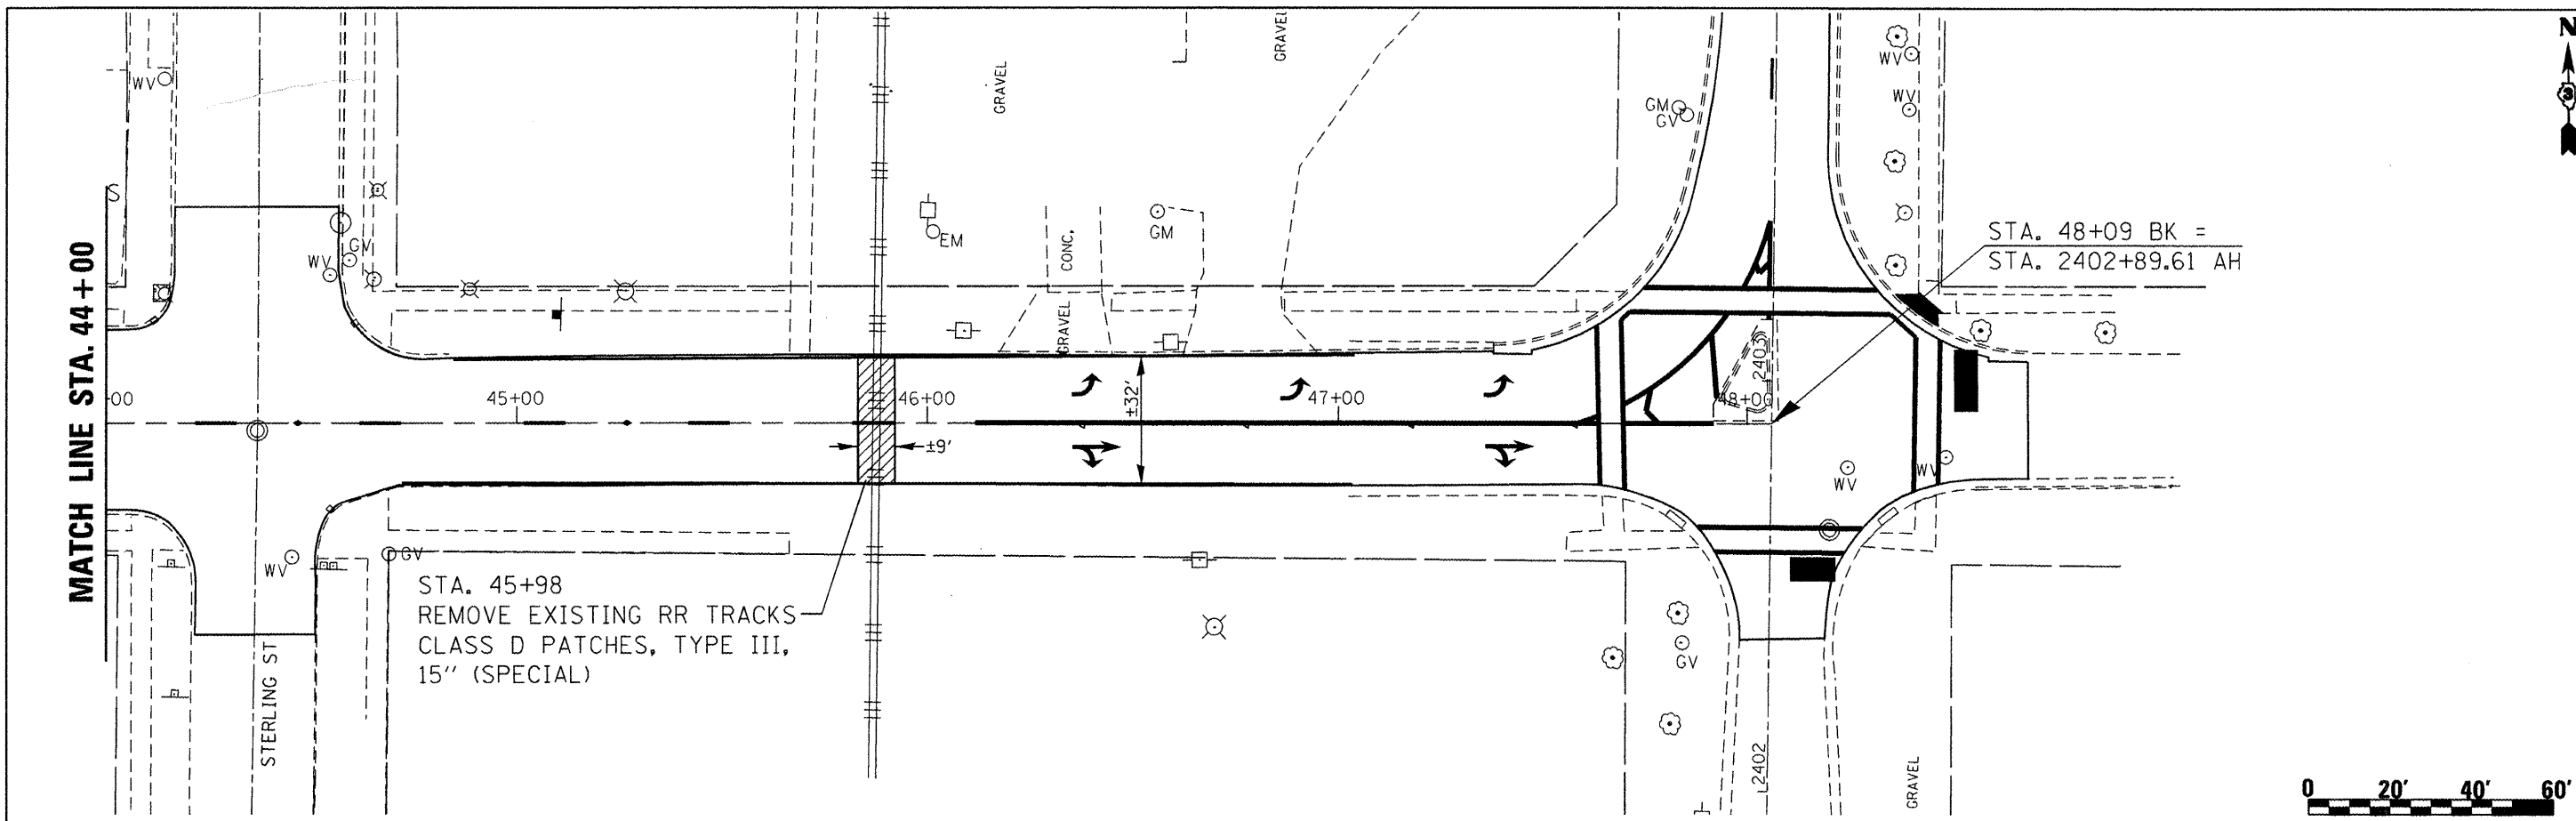 MATCH LINE STA. 44+00
N
3
WV
S
GRAVEL
GRAVEL
GM
GV
WV
WV
GV
WV
EM
GM
CONC.
GRAVEL
STA. 48+09 BK =
STA. 2402+89.61 AH
00
45+00
46+00
47+00
48+00
2403
±32'
±9'
WV
WV
WV
GV
STA. 45+98
REMOVE EXISTING RR TRACKS
CLASS D PATCHES, TYPE III,
15" (SPECIAL)
STERLING ST
GV
2402
GRAVEL
0 20' 40' 60'